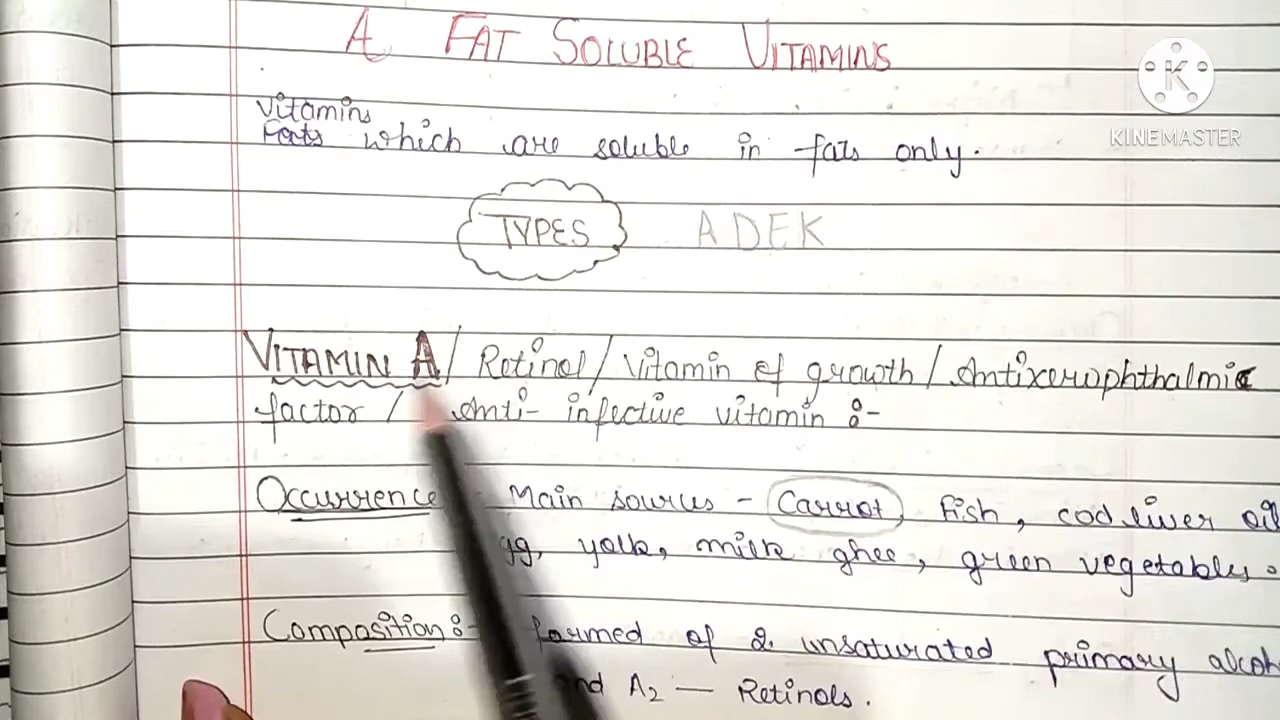 A. FAT SOLUBLE VITAMINS
KINEMASTER
Vitamins
Fats which are soluble in fats only.
TYPES ADEK
VITAMIN A / Retinol / Vitamin of growth / Antixerophthalmic
factor / Anti-infective vitamin :-
Occurrence - Main sources - Carrot fish, cod liver oil
yolk, milk ghee, green vegetables.
Composition :- formed of 2 unsaturated primary
and A2 — Retinols.